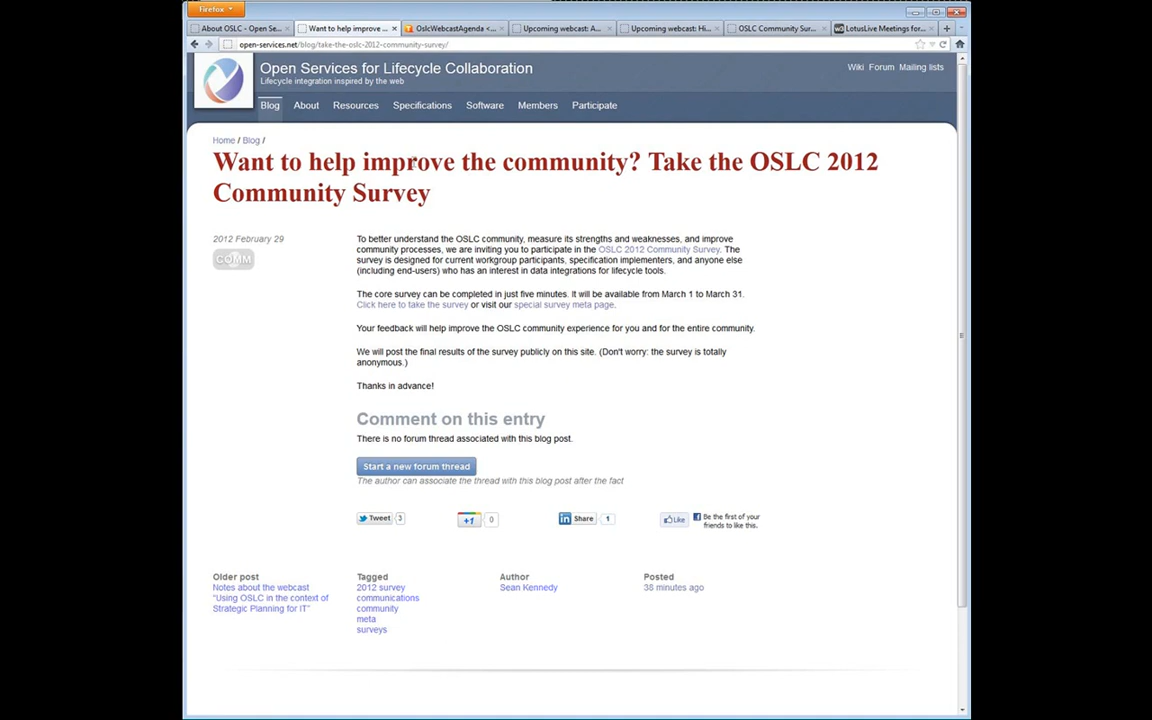 Firefox
About OSLC - Open Se...
Want to help improve ...
OslcWebcastAgenda <...
Upcoming webcast: A...
Upcoming webcast: Hi...
OSLC Community Sur...
LotusLive Meetings for...
open-services.net/blog/take-the-oslc-2012-community-survey/
Open Services for Lifecycle Collaboration
Lifecycle integration inspired by the web
Wiki Forum Mailing lists
Blog About Resources Specifications Software Members Participate
Home / Blog /
Want to help improve the community? Take the OSLC 2012
Community Survey
2012 February 29
COMM
To better understand the OSLC community, measure its strengths and weaknesses, and improve
community processes, we are inviting you to participate in the OSLC 2012 Community Survey. The
survey is designed for current workgroup participants, specification implementers, and anyone else
(including end-users) who has an interest in data integrations for lifecycle tools.
The core survey can be completed in just five minutes. It will be available from March 1 to March 31.
Click here to take the survey or visit our special survey meta page.
Your feedback will help improve the OSLC community experience for you and for the entire community.
We will post the final results of the survey publicly on this site. (Don't worry: the survey is totally
anonymous.)
Thanks in advance!
Comment on this entry
There is no forum thread associated with this blog post.
Start a new forum thread
The author can associate the thread with this blog post after the fact
Tweet 3
+1 0
in Share 1
Like
Be the first of your
friends to like this.
Older post
Notes about the webcast
"Using OSLC in the context of
Strategic Planning for IT"
Tagged
2012 survey
communications
community
meta
surveys
Author
Sean Kennedy
Posted
38 minutes ago